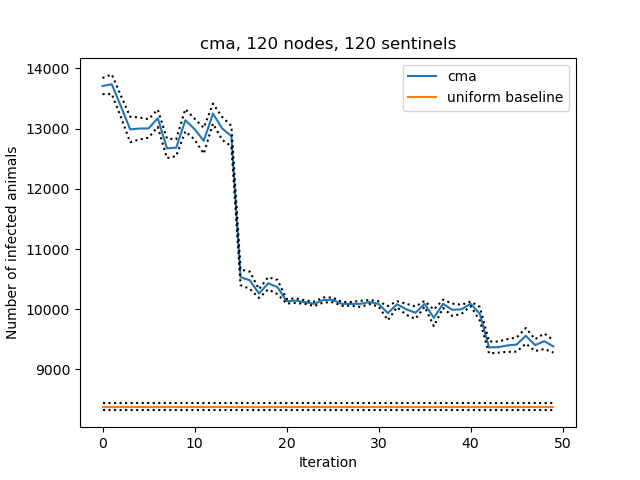 cma, 120 nodes, 120 sentinels
cma
uniform baseline
Number of infected animals
14000
13000
12000
11000
10000
9000
0 10 20 30 40 50
Iteration